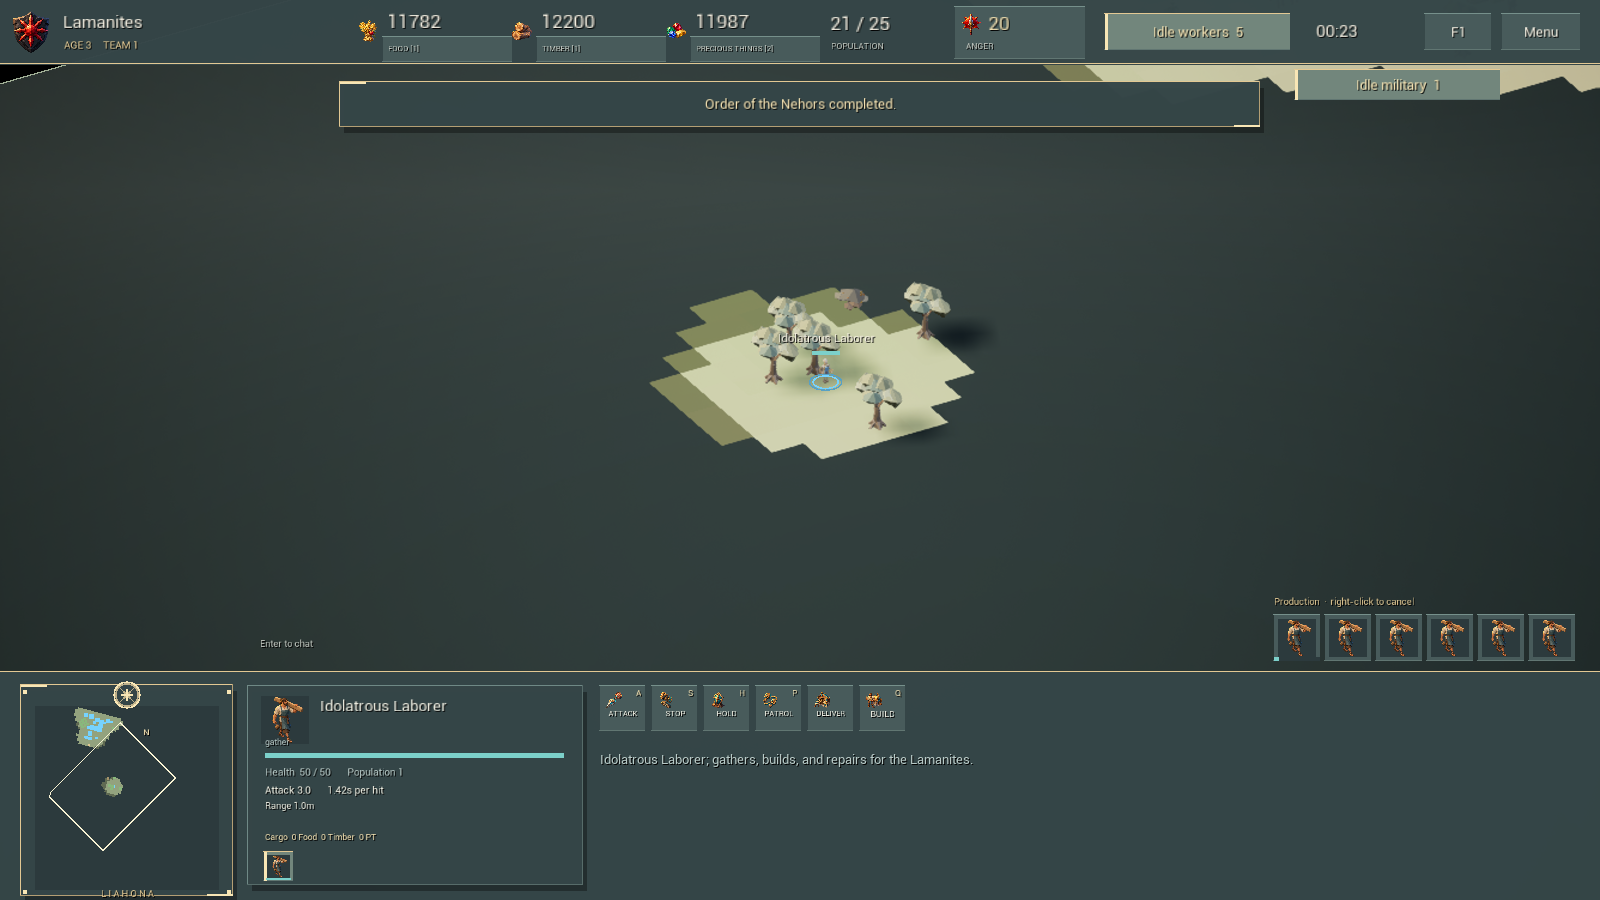 Lamanites
AGE 3 TEAM 1
11782
FOOD [1]
12200
TIMBER [1]
11987
PRECIOUS THINGS [2]
21 / 25
POPULATION
20
ANGER
Idle workers 5
00:23
F1
Menu
Idle military 1
Order of the Nehors completed.
Idolatrous Laborer
Production · right-click to cancel
Enter to chat
N
LIAHONA
Idolatrous Laborer
gather
Health 50 / 50 Population 1
Attack 3.0 1.42s per hit
Range 1.0m
Cargo 0 Food 0 Timber 0 PT
A
ATTACK
S
STOP
H
HOLD
P
PATROL
DELIVER
Q
BUILD
Idolatrous Laborer; gathers, builds, and repairs for the Lamanites.